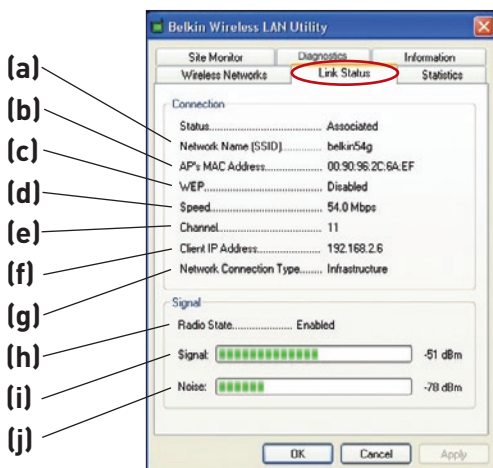 Belkin Wireless LAN Utility
Site Monitor Diagnostics Information
Wireless Networks Link Status Statistics
Connection
Status................................ Associated
(a) Network Name (SSID)........... belkin54g
(b) AP's MAC Address............... 00:90:96:2C:6A:EF
(c) WEP................................... Disabled
(d) Speed................................. 54.0 Mbps
(e) Channel.............................. 11
(f) Client IP Address................. 192.168.2.6
(g) Network Connection Type....... Infrastructure
Signal
(h) Radio State.................... Enabled
(i) Signal: -51 dBm
(j) Noise: -78 dBm
OK Cancel Apply